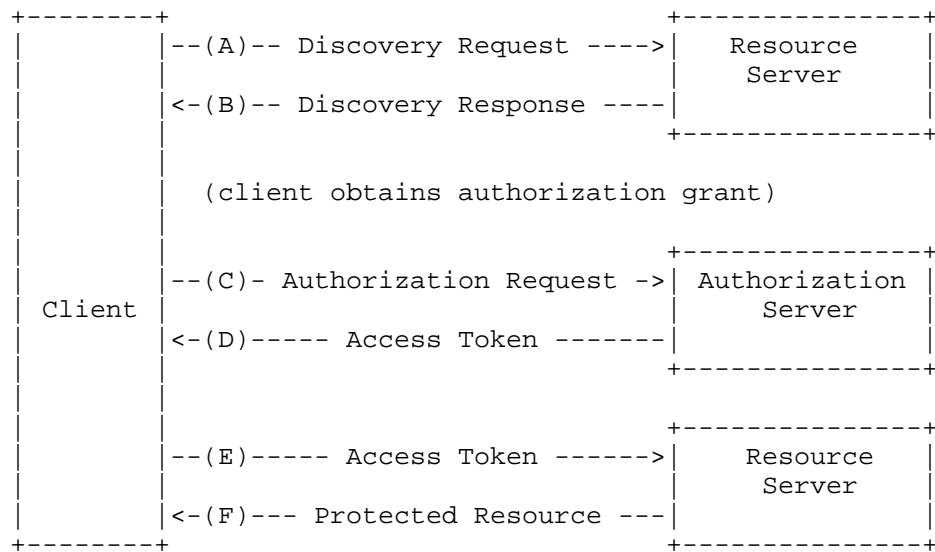 --(A)-- Discovery Request ----> Resource
Server
<-(B)-- Discovery Response ----
(client obtains authorization grant)
--(C)- Authorization Request -> Authorization
Client Server
<-(D)----- Access Token -------
--(E)----- Access Token ------> Resource
Server
<-(F)--- Protected Resource ---